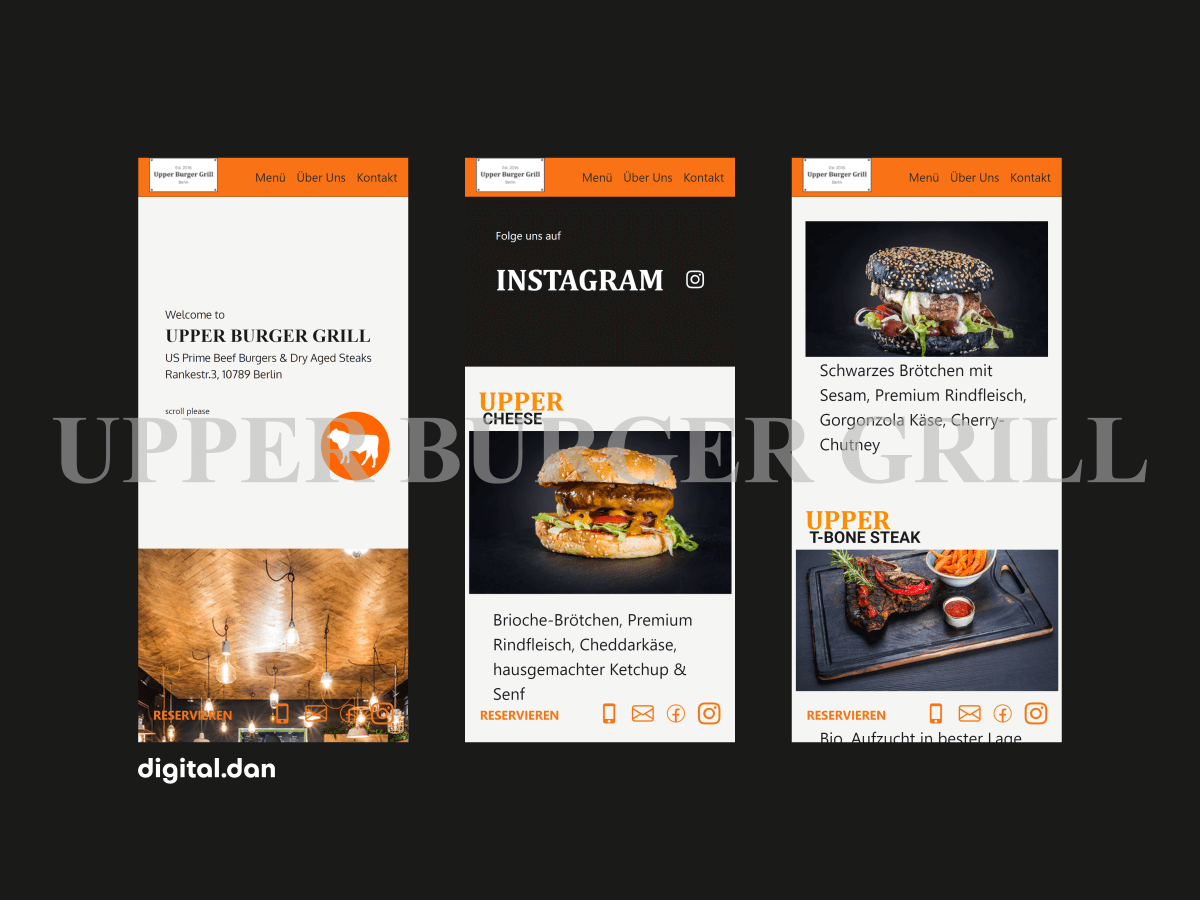 Est. 2016
Upper Burger Grill
Berlin
Menü Über Uns Kontakt
Welcome to
UPPER BURGER GRILL
US Prime Beef Burgers & Dry Aged Steaks
Rankestr.3, 10789 Berlin
scroll please
RESERVIEREN
Upper Burger Grill
Berlin
Menü Über Uns Kontakt
Folge uns auf
INSTAGRAM
UPPER
CHEESE
Brioche-Brötchen, Premium
Rindfleisch, Cheddarkäse,
hausgemachter Ketchup &
Senf
RESERVIEREN
Upper Burger Grill
Berlin
Menü Über Uns Kontakt
Schwarzes Brötchen mit
Sesam, Premium Rindfleisch,
Gorgonzola Käse, Cherry-
Chutney
UPPER
T-BONE STEAK
RESERVIEREN
Bio, Aufzucht in bester Lage
UPPER BURGER GRILL
digital.dan